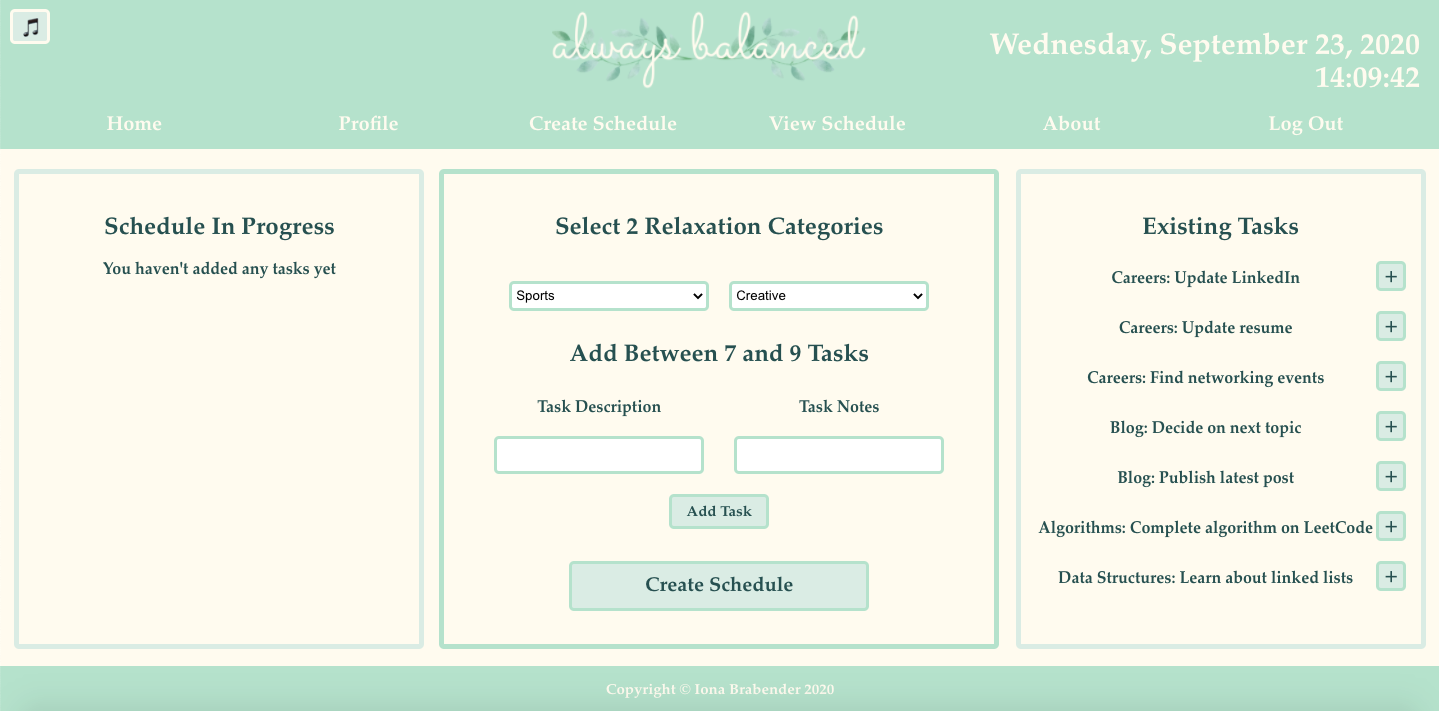 always balanced
Wednesday, September 23, 2020
14:09:42
Home
Profile
Create Schedule
View Schedule
About
Log Out
Schedule In Progress
You haven't added any tasks yet
Select 2 Relaxation Categories
Sports
Creative
Add Between 7 and 9 Tasks
Task Description
Task Notes
Add Task
Create Schedule
Existing Tasks
Careers: Update LinkedIn +
Careers: Update resume +
Careers: Find networking events +
Blog: Decide on next topic +
Blog: Publish latest post +
Algorithms: Complete algorithm on LeetCode +
Data Structures: Learn about linked lists +
Copyright © Iona Brabender 2020